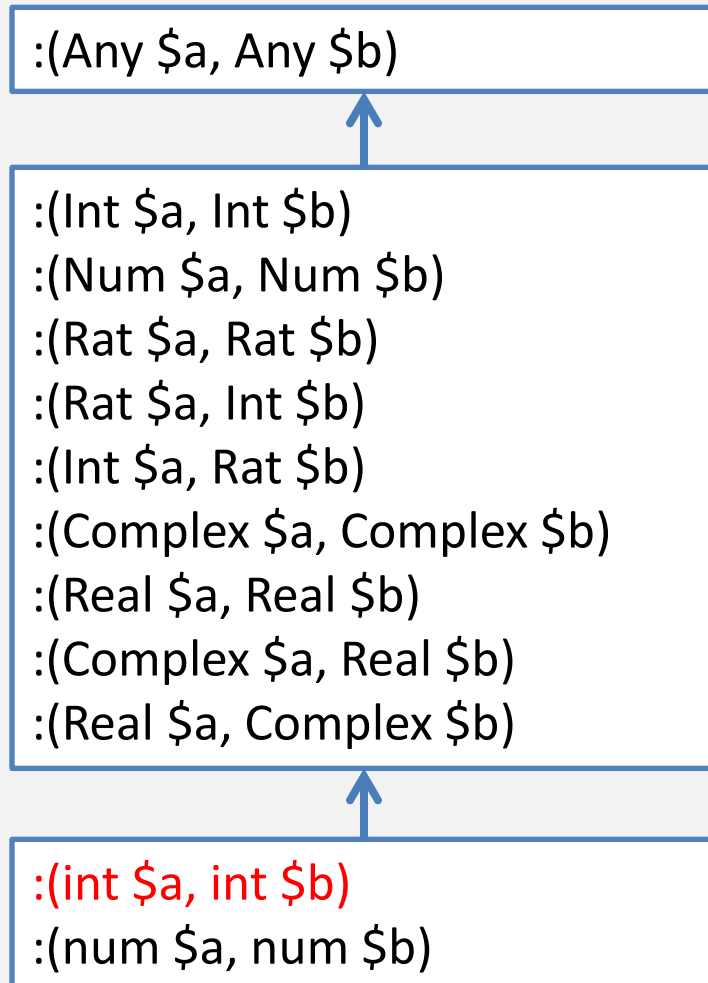 :(Any $a, Any $b)
:(Int $a, Int $b)
:(Num $a, Num $b)
:(Rat $a, Rat $b)
:(Rat $a, Int $b)
:(Int $a, Rat $b)
:(Complex $a, Complex $b)
:(Real $a, Real $b)
:(Complex $a, Real $b)
:(Real $a, Complex $b)
:(int $a, int $b)
:(num $a, num $b)